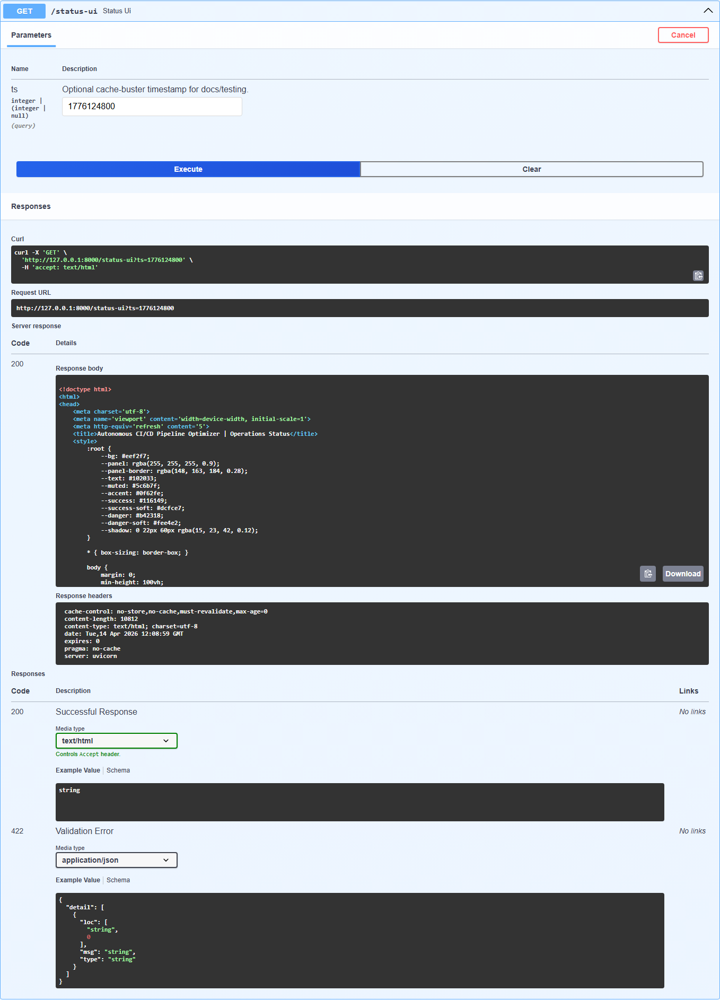 GET /status-ui Status Ui
Parameters
Cancel
Name Description
ts Optional cache-buster timestamp for docs/testing.
integer |
(integer |
null)
(query)
1776124800
Execute Clear
Responses
Curl
curl -X 'GET' \
  'http://127.0.0.1:8000/status-ui?ts=1776124800' \
  -H 'accept: text/html'
Request URL
http://127.0.0.1:8000/status-ui?ts=1776124800
Server response
Code Details
200
Response body
<!doctype html>
<html>
<head>
    <meta charset='utf-8'>
    <meta name='viewport' content='width=device-width, initial-scale=1'>
    <meta http-equiv='refresh' content='5'>
    <title>Autonomous CI/CD Pipeline Optimizer | Operations Status</title>
    <style>
        :root {
            --bg: #eef2f7;
            --panel: rgba(255, 255, 255, 0.9);
            --panel-border: rgba(148, 163, 184, 0.28);
            --text: #102033;
            --muted: #5c6b7f;
            --accent: #0f62fe;
            --success: #116149;
            --success-soft: #dcfce7;
            --danger: #b42318;
            --danger-soft: #fee4e2;
            --shadow: 0 22px 60px rgba(15, 23, 42, 0.12);
        }
        * { box-sizing: border-box; }
        body {
            margin: 0;
            min-height: 100vh;
Download
Response headers
cache-control: no-store,no-cache,must-revalidate,max-age=0
content-length: 10812
content-type: text/html; charset=utf-8
date: Tue,14 Apr 2026 12:08:59 GMT
expires: 0
pragma: no-cache
server: uvicorn
Responses
Code Description Links
200 Successful Response No links
Media type
text/html
Controls Accept header.
Example Value Schema
string
422 Validation Error No links
Media type
application/json
Example Value Schema
{
  "detail": [
    {
      "loc": [
        "string",
        0
      ],
      "msg": "string",
      "type": "string"
    }
  ]
}